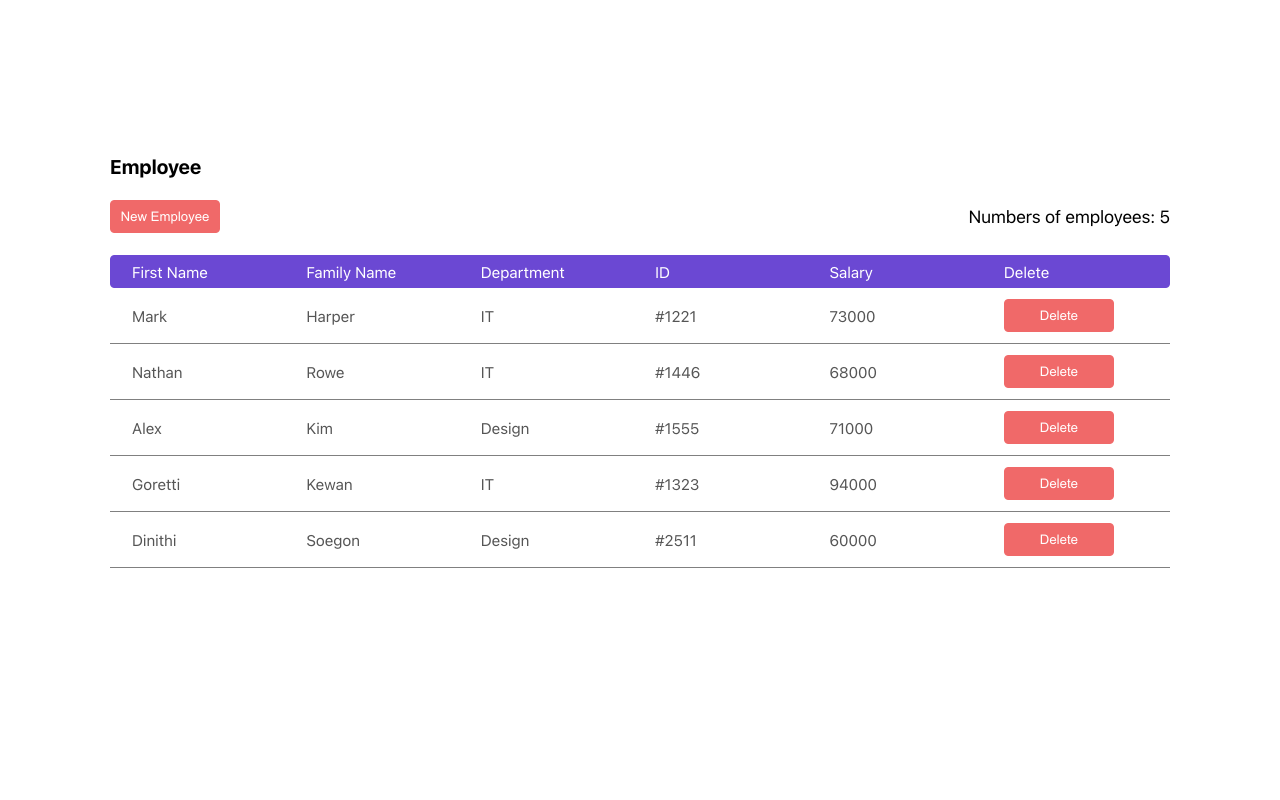 Employee
New Employee Numbers of employees: 5
First Name Family Name Department ID Salary Delete
Mark Harper IT #1221 73000 Delete
Nathan Rowe IT #1446 68000 Delete
Alex Kim Design #1555 71000 Delete
Goretti Kewan IT #1323 94000 Delete
Dinithi Soegon Design #2511 60000 Delete